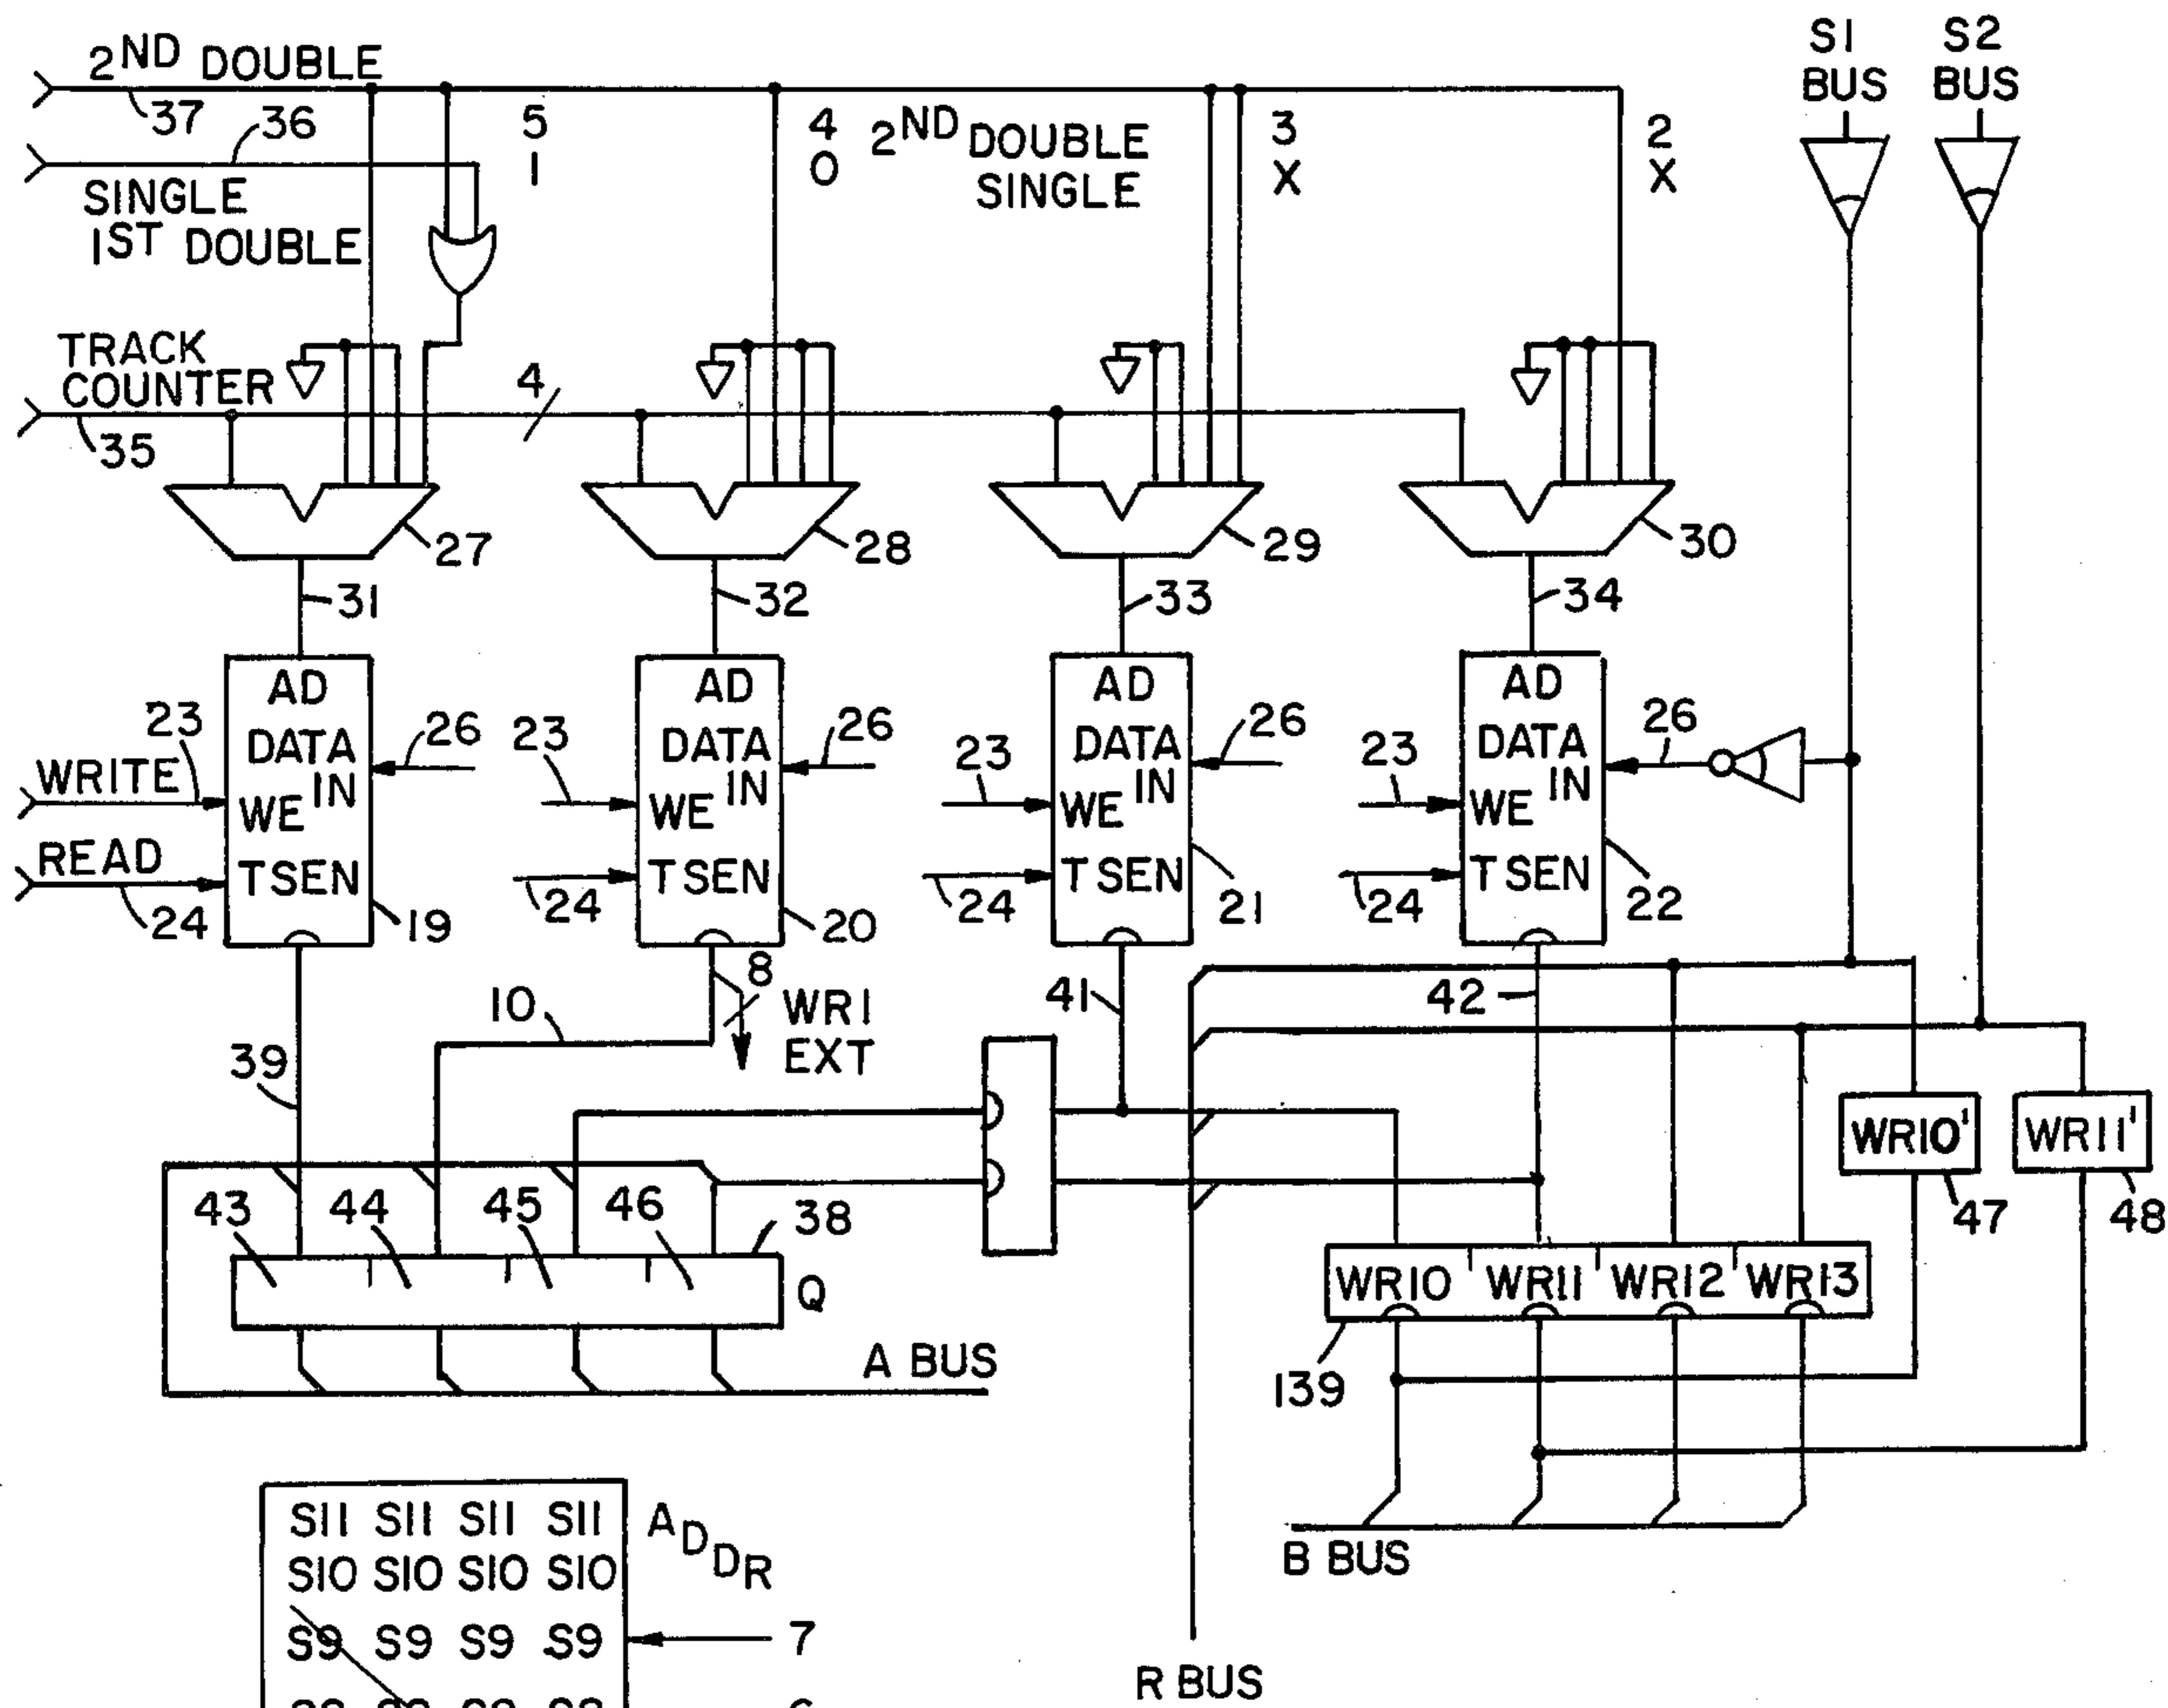 2ND DOUBLE
37
36
SINGLE
1ST DOUBLE
5
1
4
0
2ND DOUBLE
SINGLE
3
X
2
X
S1
BUS
S2
BUS
TRACK
COUNTER
35
4
27
28
29
30
31
32
33
34
AD
DATA
IN
WE
TSEN
WRITE
23
READ
24
26
19
AD
DATA
IN
WE
TSEN
23
24
26
20
AD
DATA
IN
WE
TSEN
23
24
26
21
AD
DATA
IN
WE
TSEN
23
24
26
22
39
10
8
WR1
EXT
41
42
43
44
45
46
38
Q
A BUS
WR10'
47
WR11'
48
WR10
WR11
WR12
WR13
139
B BUS
R BUS
S11 S11 S11 S11
ADDR
S10 S10 S10 S10
S9 S9 S9 S9
7